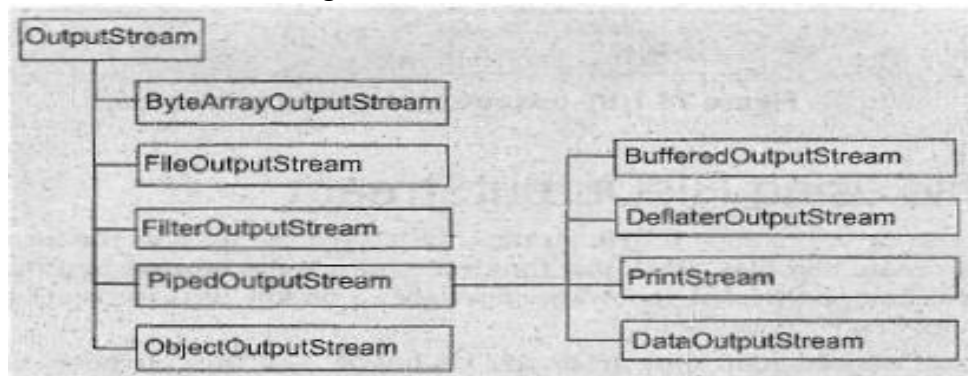 OutputStream
ByteArrayOutputStream
FileOutputStream
FilterOutputStream
PipedOutputStream
ObjectOutputStream
BufferedOutputStream
DeflaterOutputStream
PrintStream
DataOutputStream